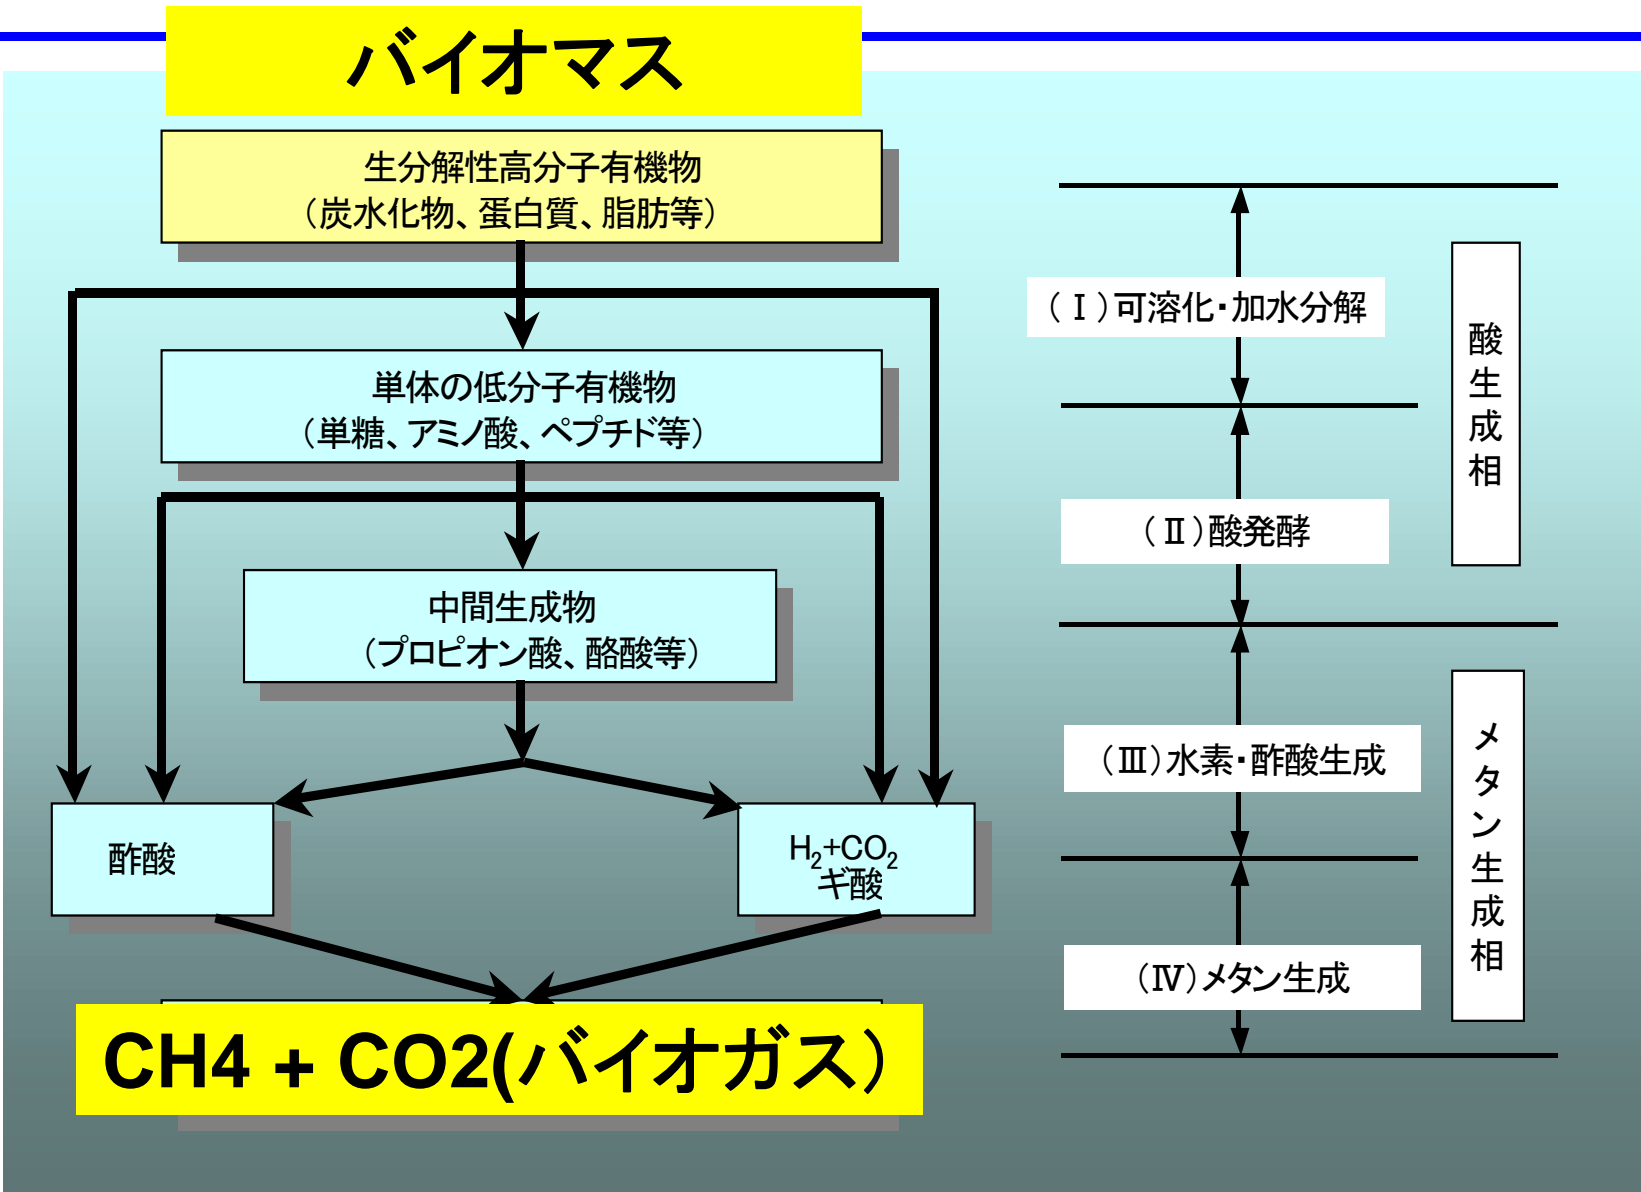 バイオマス
生分解性高分子有機物
（炭水化物、蛋白質、脂肪等）
単体の低分子有機物
（単糖、アミノ酸、ペプチド等）
中間生成物
（プロピオン酸、酪酸等）
酢酸
H₂+CO₂
ギ酸
CH4 + CO2(バイオガス）
（Ⅰ）可溶化・加水分解
（Ⅱ）酸発酵
（Ⅲ）水素・酢酸生成
（Ⅳ）メタン生成
酸生成相
メタン生成相